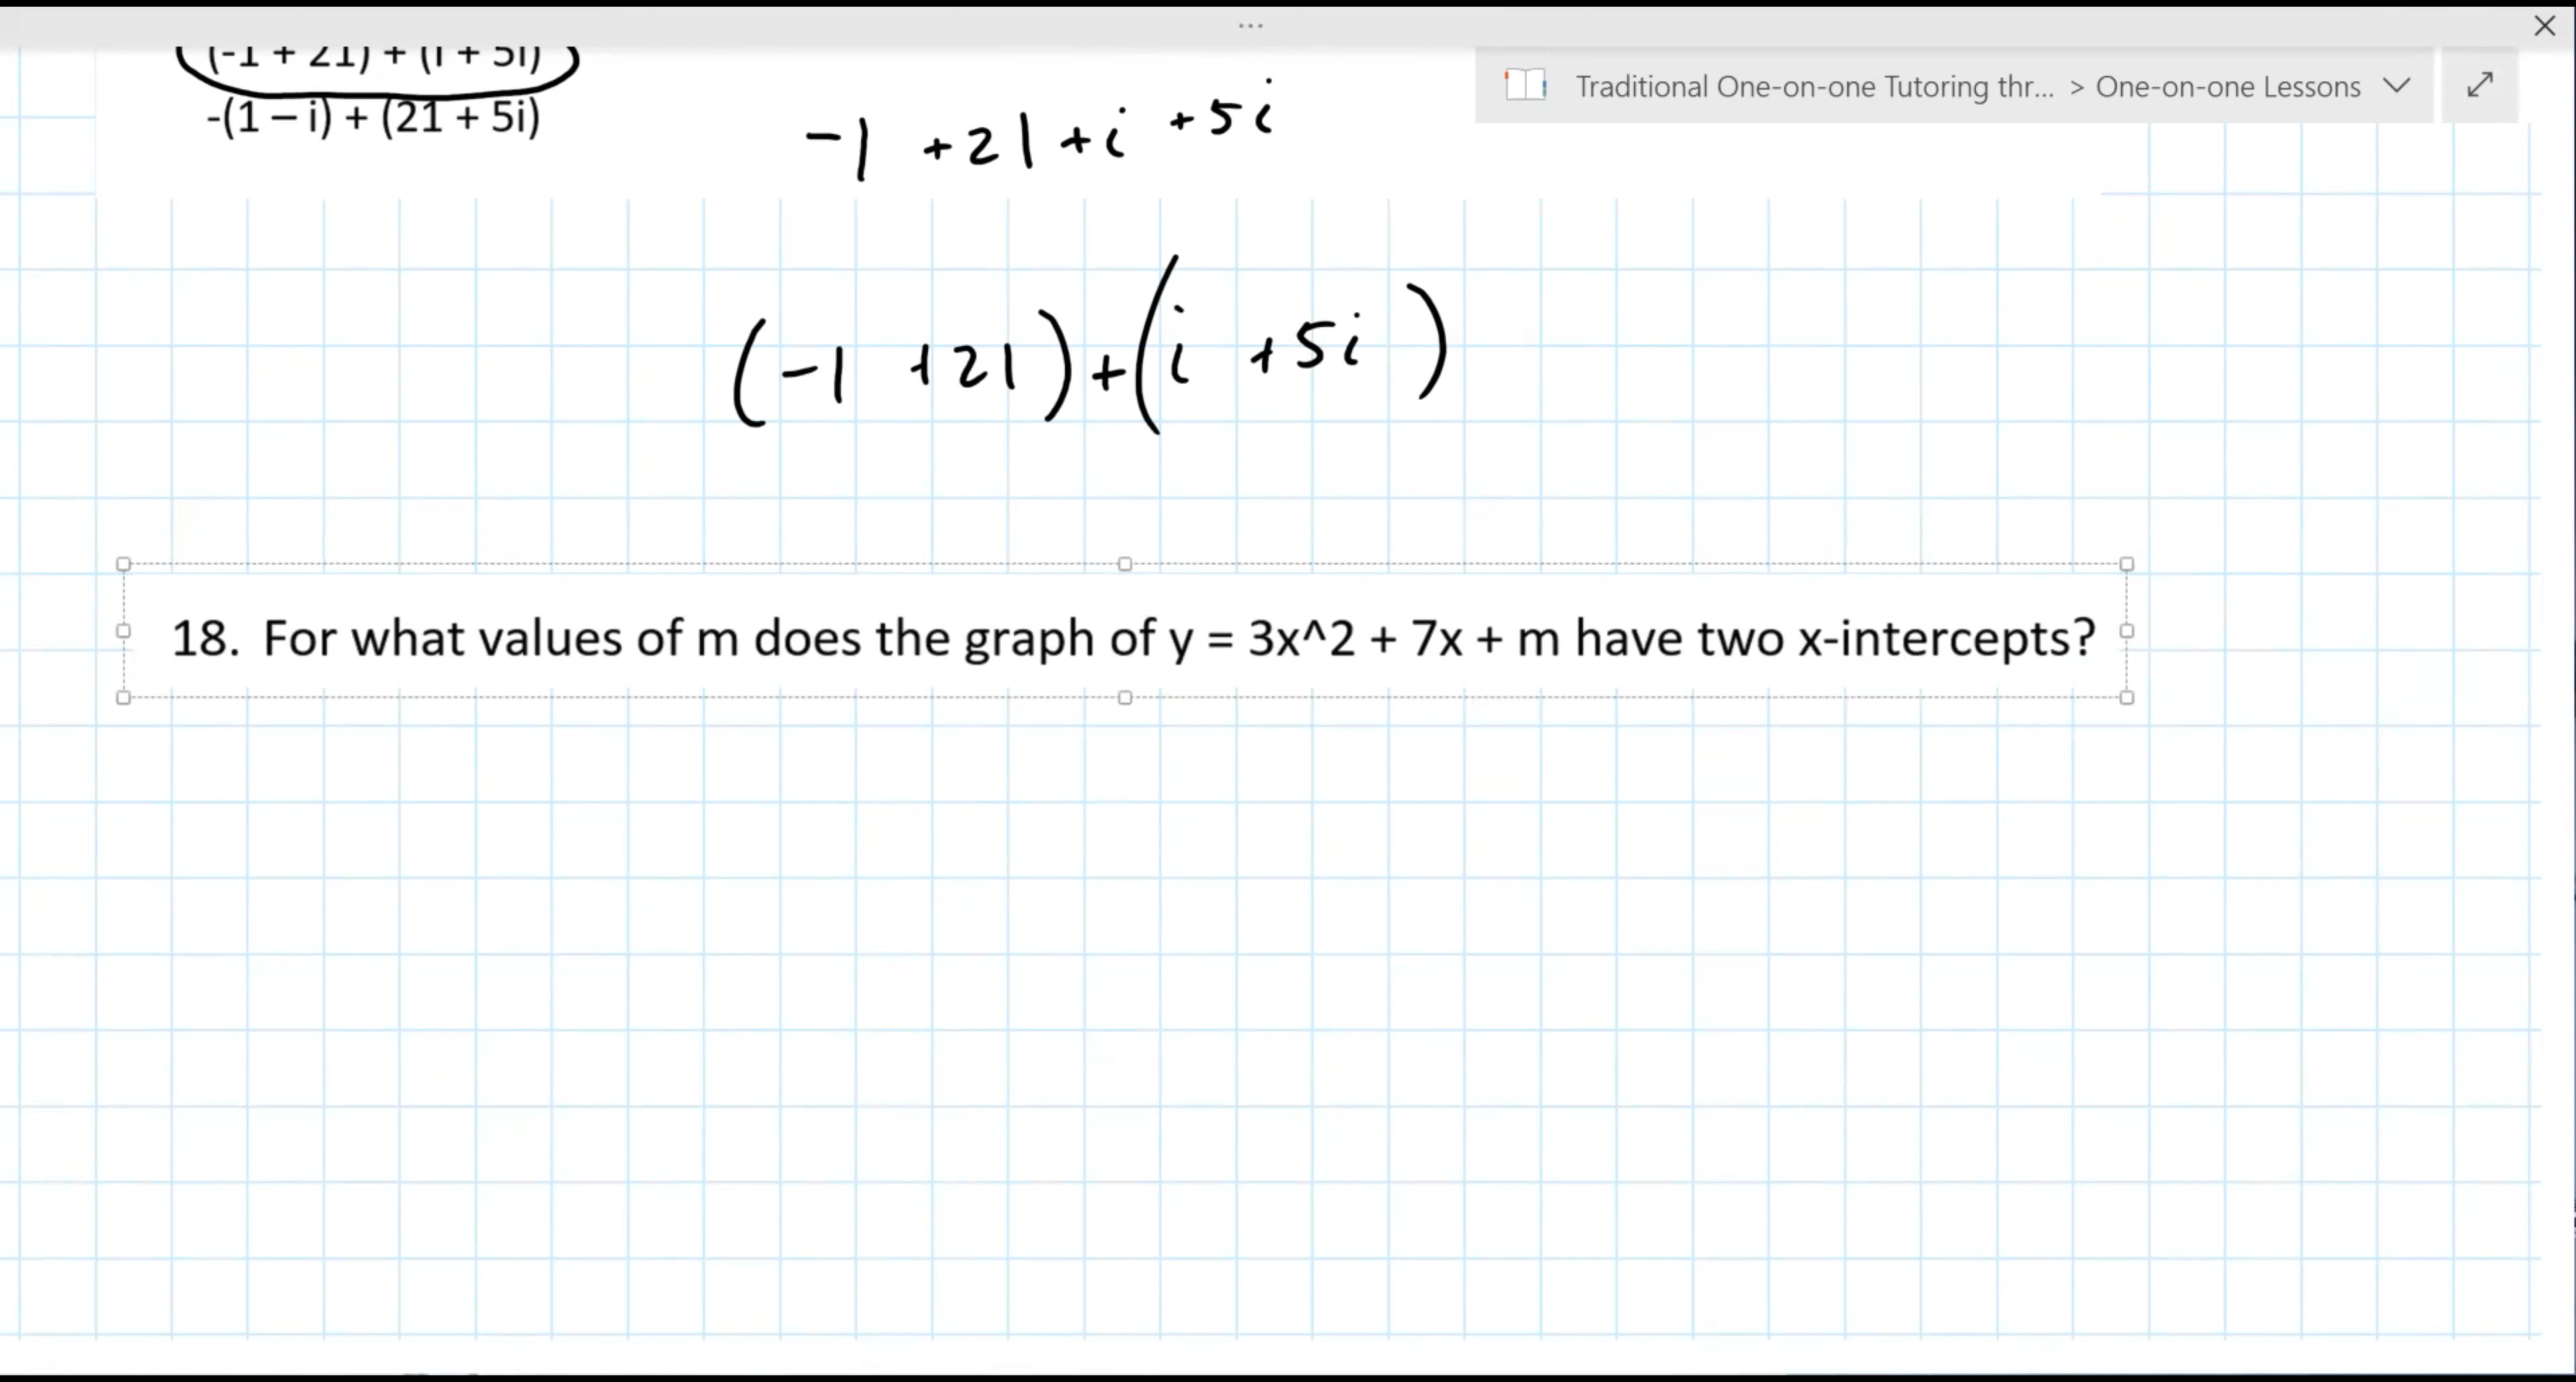 ...
(-1 + 21) + (i + 5i)
Traditional One-on-one Tutoring thr... > One-on-one Lessons
-(1 – i) + (21 + 5i)
-1 +21 +i +5i
(-1 +21)+(i +5i)
18. For what values of m does the graph of y = 3x^2 + 7x + m have two x-intercepts?